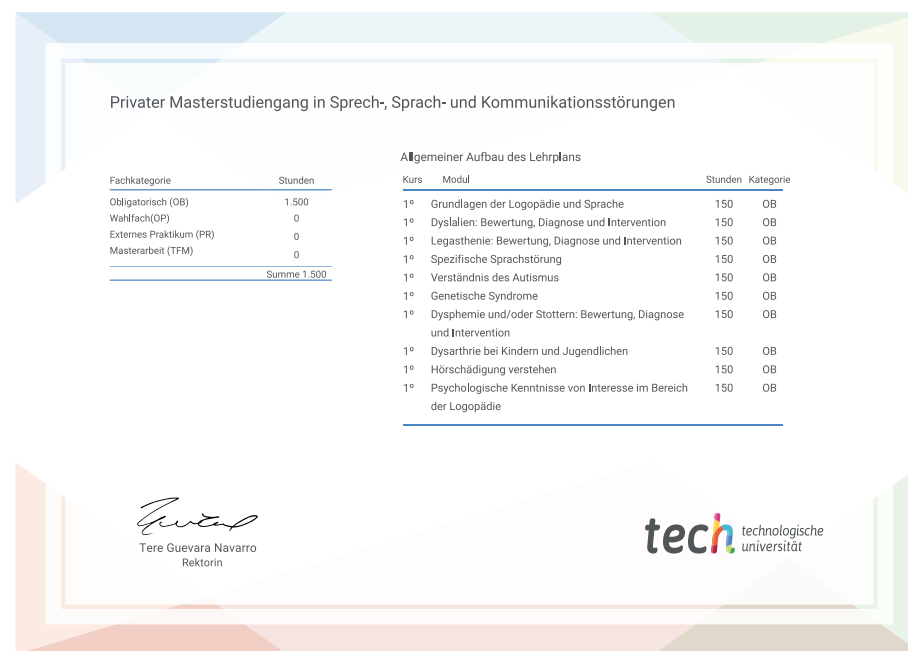 Privater Masterstudiengang in Sprech-, Sprach- und Kommunikationsstörungen
Fachkategorie Stunden
Obligatorisch (OB) 1.500
Wahlfach(OP) 0
Externes Praktikum (PR) 0
Masterarbeit (TFM) 0
Summe 1.500
Allgemeiner Aufbau des Lehrplans
Kurs Modul Stunden Kategorie
1º Grundlagen der Logopädie und Sprache 150 OB
1º Dyslalien: Bewertung, Diagnose und Intervention 150 OB
1º Legasthenie: Bewertung, Diagnose und Intervention 150 OB
1º Spezifische Sprachstörung 150 OB
1º Verständnis des Autismus 150 OB
1º Genetische Syndrome 150 OB
1º Dysphemie und/oder Stottern: Bewertung, Diagnose 150 OB
und Intervention
1º Dysarthrie bei Kindern und Jugendlichen 150 OB
1º Hörschädigung verstehen 150 OB
1º Psychologische Kenntnisse von Interesse im Bereich 150 OB
der Logopädie
Tere Guevara Navarro
Rektorin
tech technologische
universität